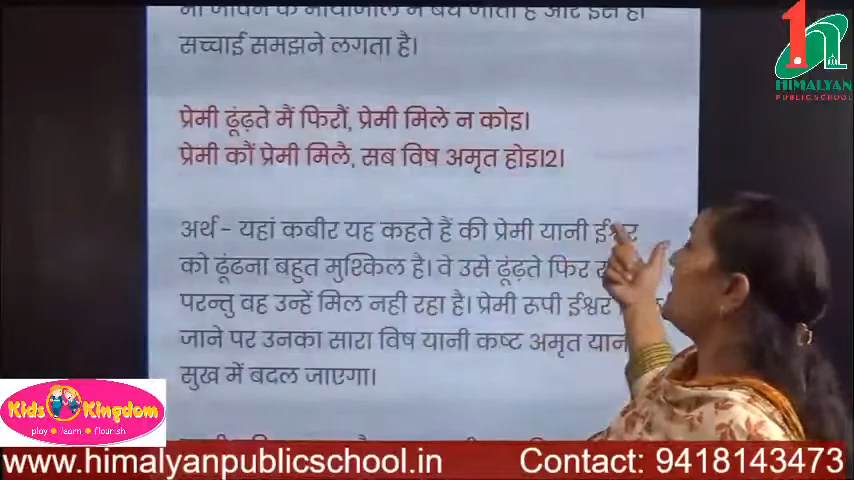 सच्चाई समझने लगता है।
प्रेमी ढूंढ़ते मैं फिरौं, प्रेमी मिले न कोइ।
प्रेमी कौं प्रेमी मिलै, सब विष अमृत होइ।2।
अर्थ - यहां कबीर यह कहते हैं की प्रेमी यानी ईश्वर
को ढूंढना बहुत मुश्किल है। वे उसे ढूंढ़ते फिर
परन्तु वह उन्हें मिल नही रहा है। प्रेमी रूपी ईश्वर
जाने पर उनका सारा विष यानी कष्ट अमृत यानी
सुख में बदल जाएगा।
HIMALYAN
PUBLIC SCHOOL
Kids Kingdom
play learn flourish
www.himalyanpublicschool.in Contact: 9418143473